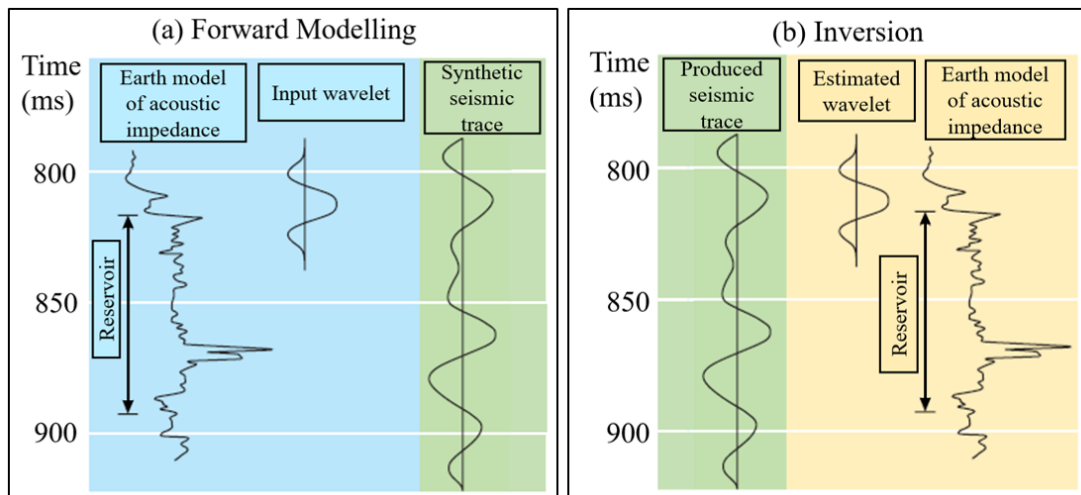 (a) Forward Modelling
Time
(ms)
Earth model
of acoustic
impedance
Input wavelet
Synthetic
seismic
trace
800
850
900
Reservoir
(b) Inversion
Time
(ms)
Produced
seismic
trace
Estimated
wavelet
Earth model
of acoustic
impedance
800
850
900
Reservoir